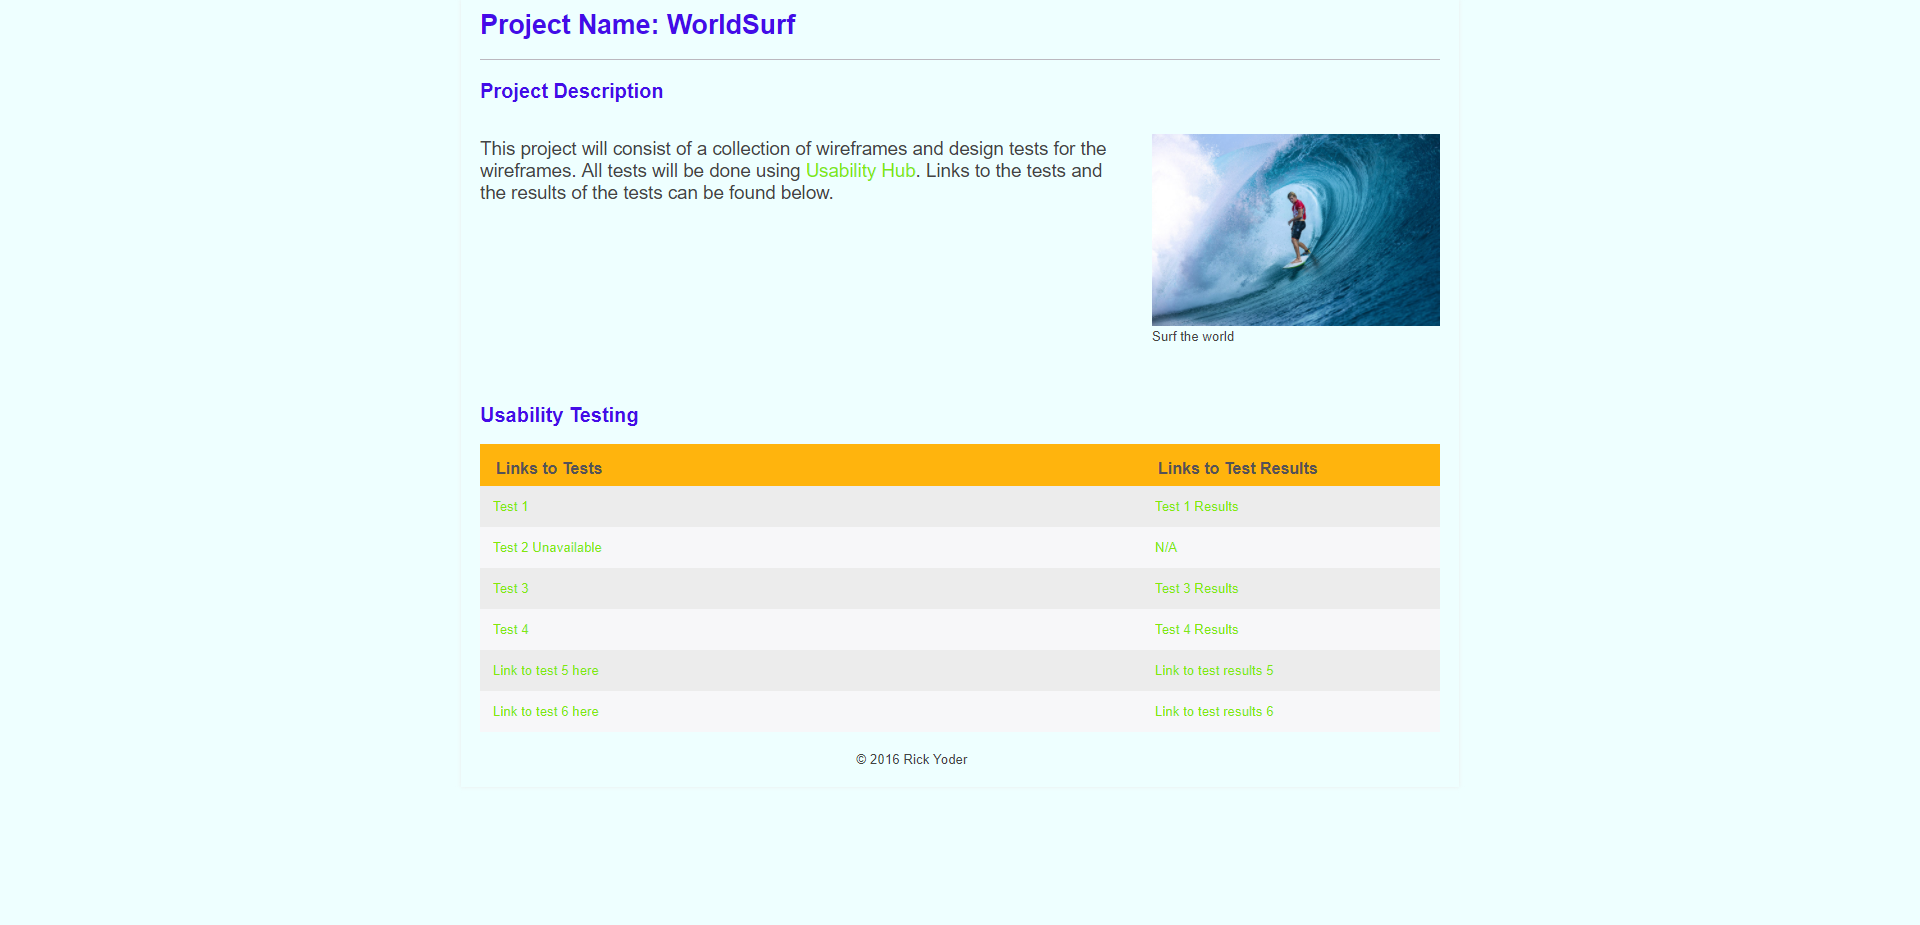 Project Name: WorldSurf
Project Description
This project will consist of a collection of wireframes and design tests for the
wireframes. All tests will be done using Usability Hub. Links to the tests and
the results of the tests can be found below.
Surf the world
Usability Testing
Links to Tests Links to Test Results
Test 1 Test 1 Results
Test 2 Unavailable N/A
Test 3 Test 3 Results
Test 4 Test 4 Results
Link to test 5 here Link to test results 5
Link to test 6 here Link to test results 6
© 2016 Rick Yoder